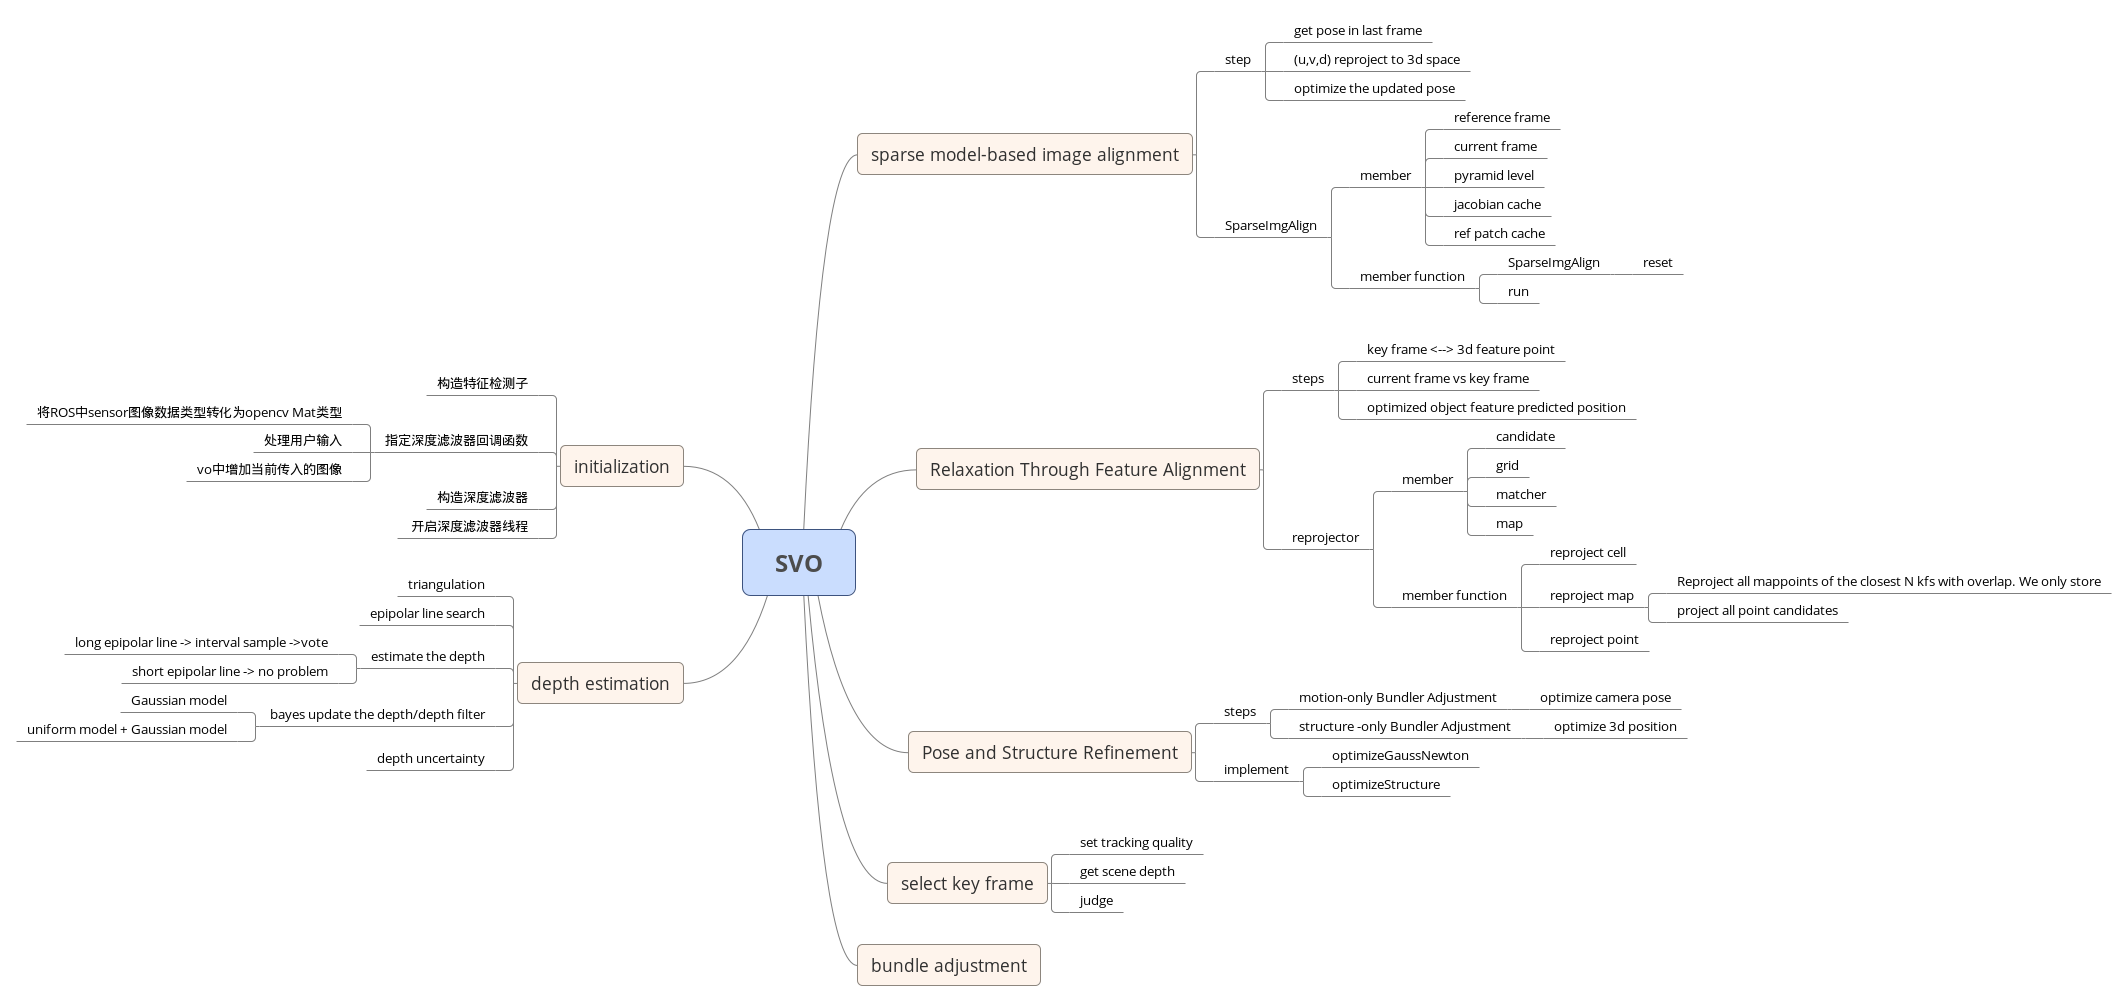 SVO
sparse model-based image alignment
step
get pose in last frame
(u,v,d) reproject to 3d space
optimize the updated pose
SparseImgAlign
member
reference frame
current frame
pyramid level
jacobian cache
ref patch cache
member function
SparseImgAlign
reset
run
Relaxation Through Feature Alignment
steps
key frame <--> 3d feature point
current frame vs key frame
optimized object feature predicted position
reprojector
member
candidate
grid
matcher
map
member function
reproject cell
reproject map
Reproject all mappoints of the closest N kfs with overlap. We only store
project all point candidates
reproject point
Pose and Structure Refinement
steps
motion-only Bundler Adjustment
optimize camera pose
structure -only Bundler Adjustment
optimize 3d position
implement
optimizeGaussNewton
optimizeStructure
select key frame
set tracking quality
get scene depth
judge
bundle adjustment
initialization
构造特征检测子
指定深度滤波器回调函数
将ROS中sensor图像数据类型转化为opencv Mat类型
处理用户输入
vo中增加当前传入的图像
构造深度滤波器
开启深度滤波器线程
depth estimation
triangulation
epipolar line search
estimate the depth
long epipolar line -> interval sample ->vote
short epipolar line -> no problem
bayes update the depth/depth filter
Gaussian model
uniform model + Gaussian model
depth uncertainty